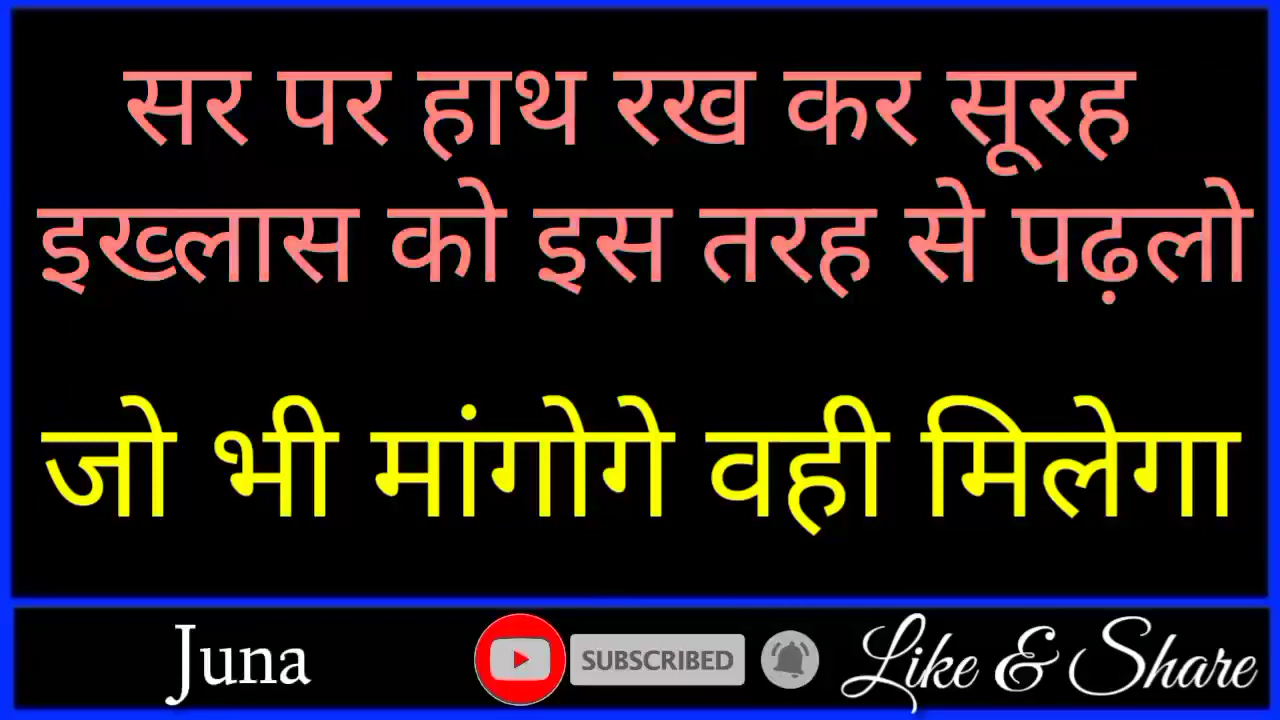 सर पर हाथ रख कर सूरह
इख्लास को इस तरह से पढ़लो
जो भी मांगोगे वही मिलेगा
Juna
SUBSCRIBED
Like & Share